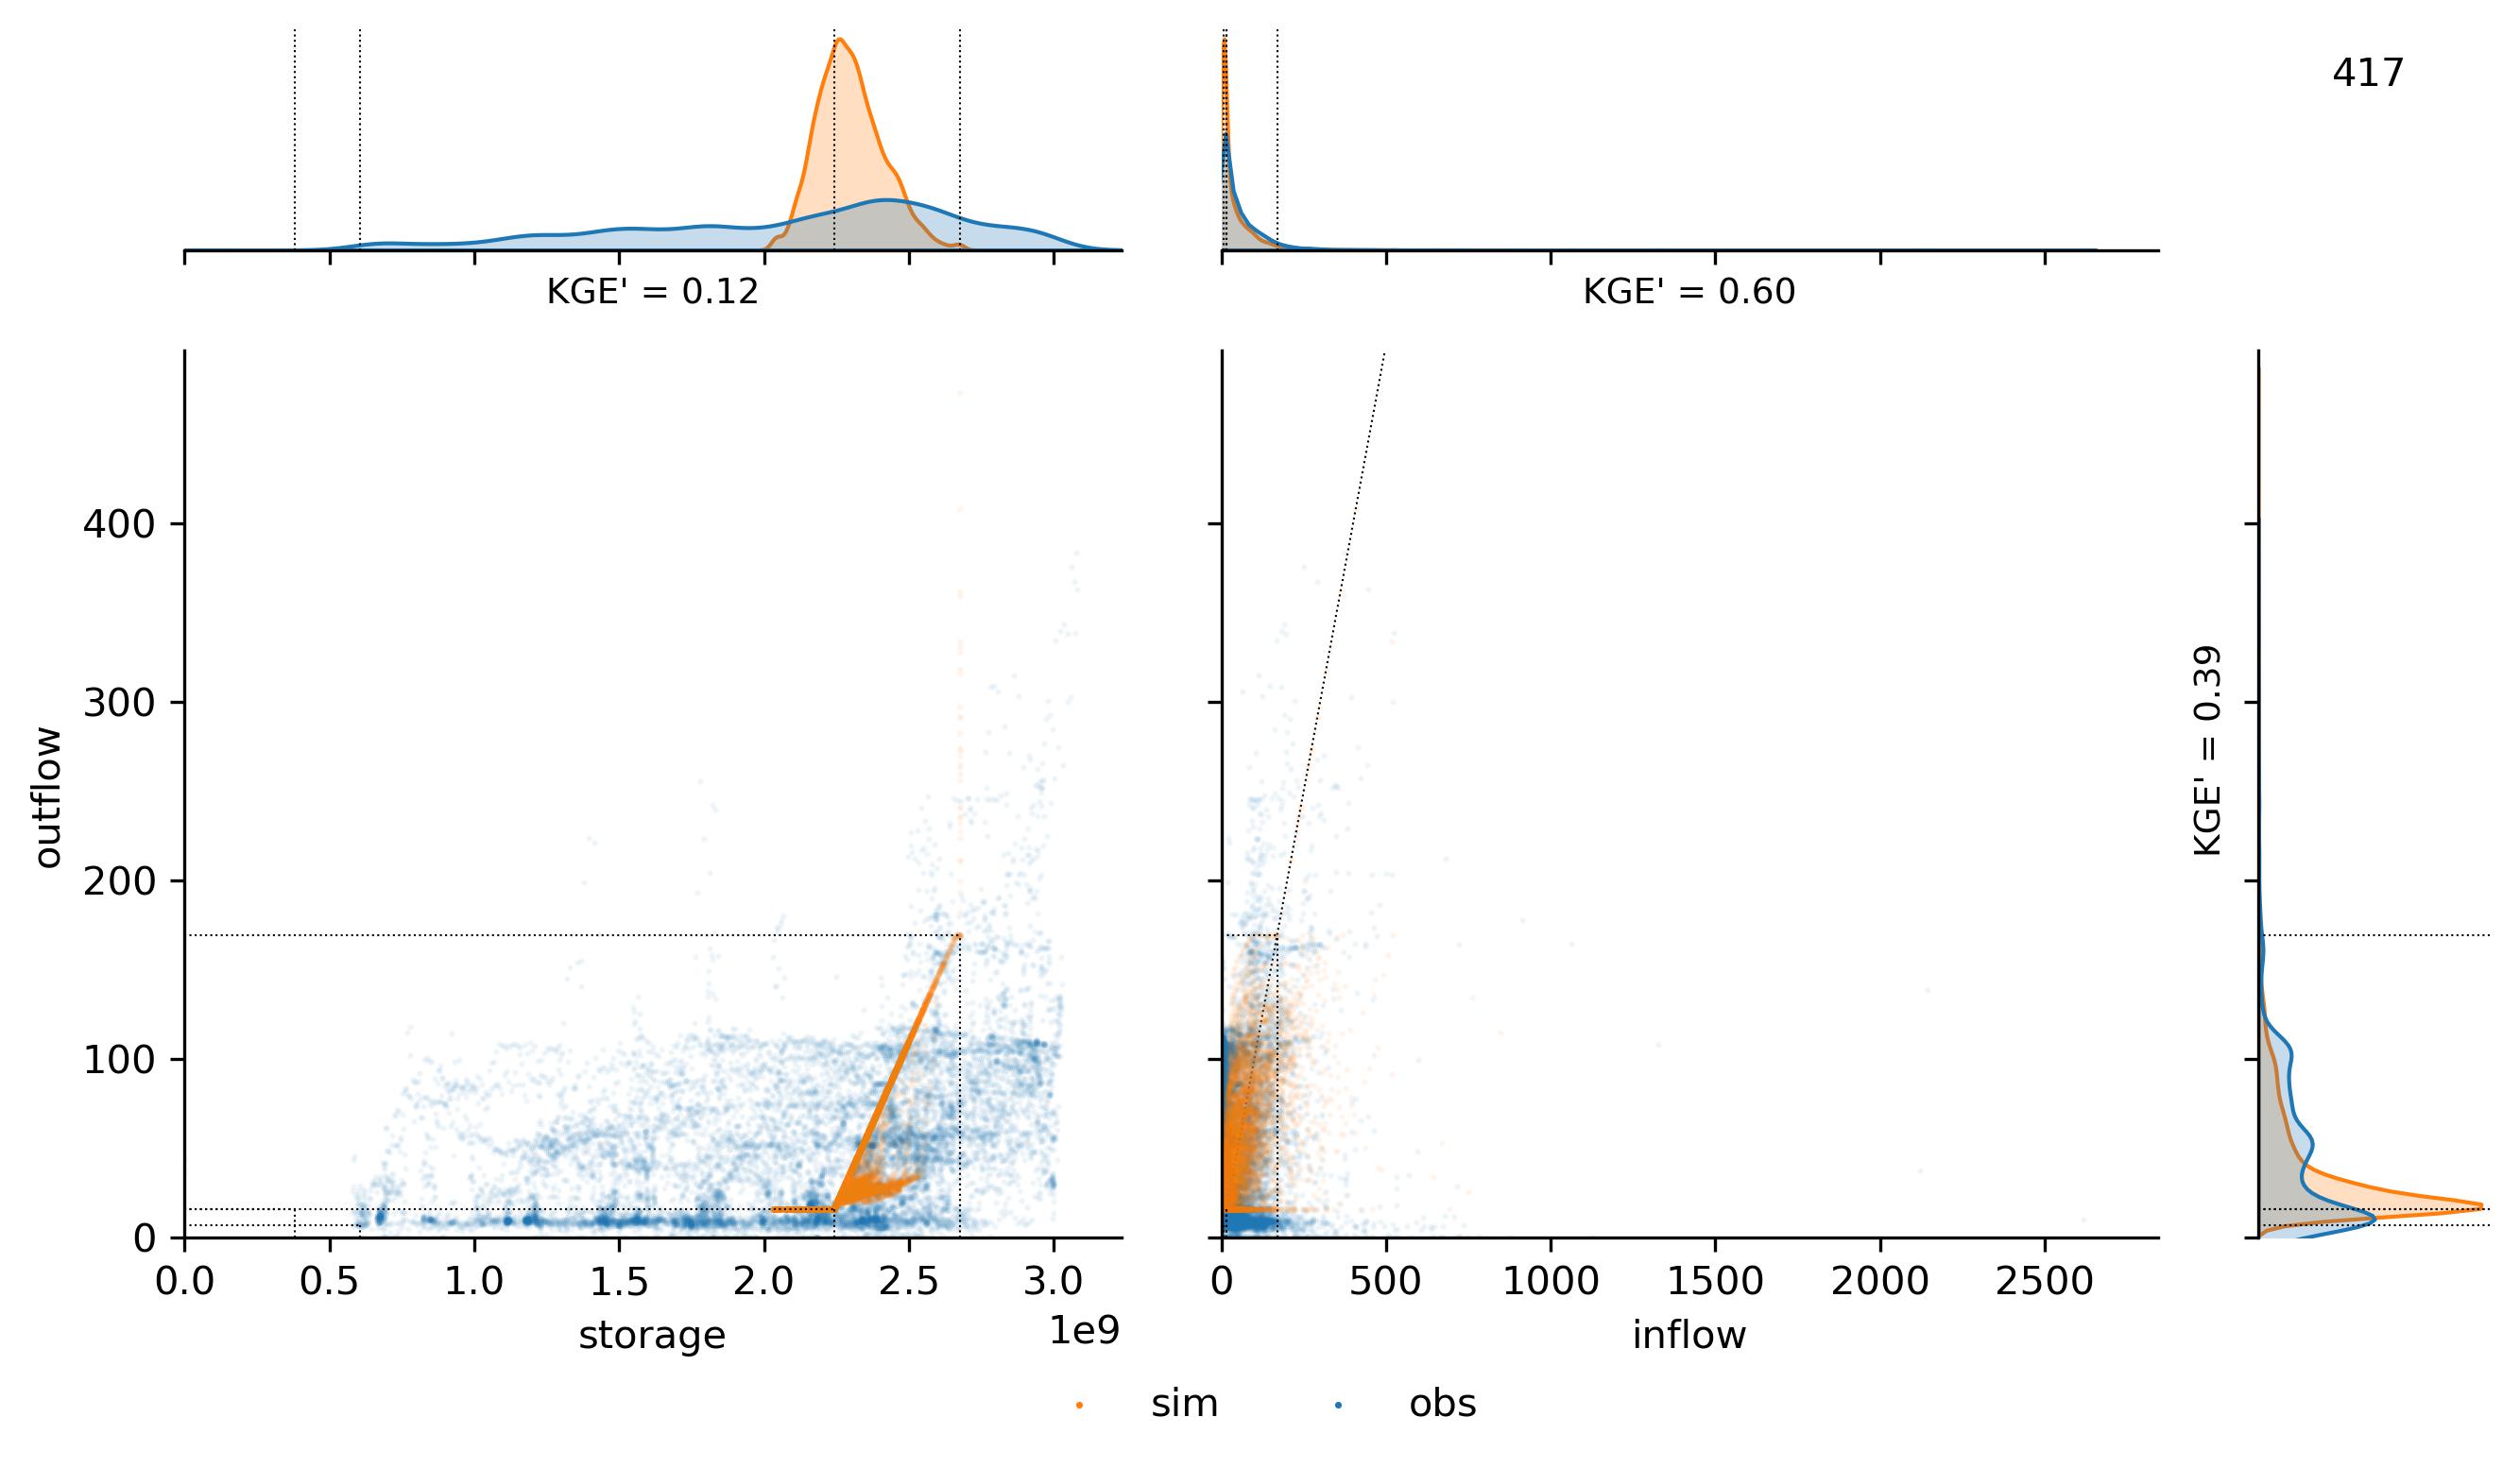 417
KGE' = 0.12
KGE' = 0.60
outflow
400
300
200
100
0
KGE' = 0.39
0.0 0.5 1.0 1.5 2.0 2.5 3.0
0 500 1000 1500 2000 2500
storage
1e9
inflow
sim obs